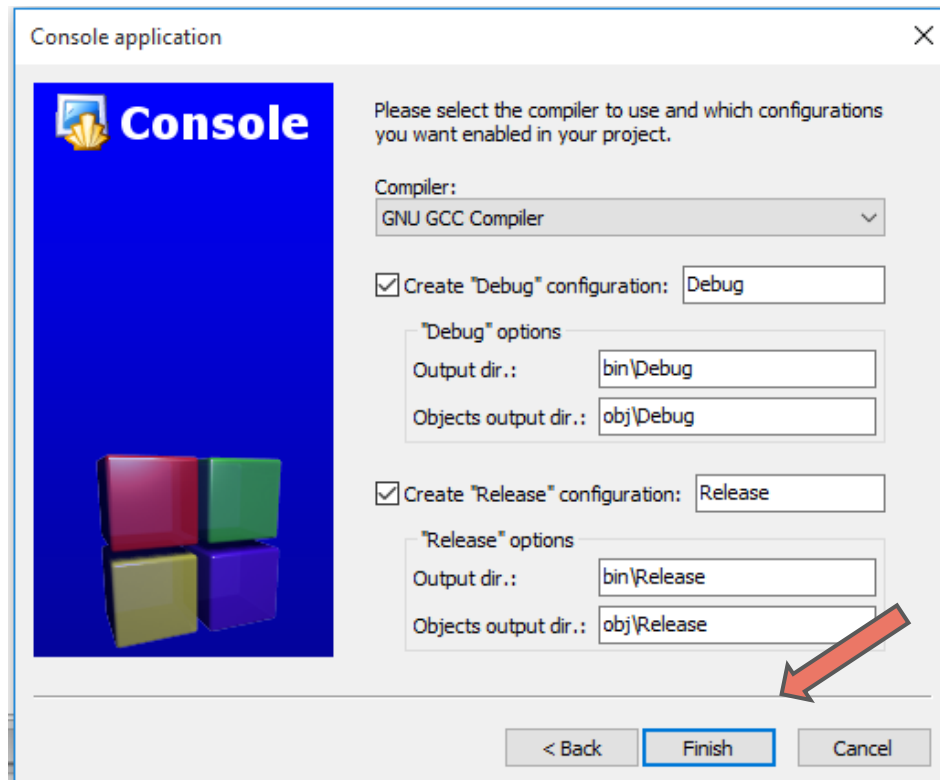 Console application
Console
Please select the compiler to use and which configurations
you want enabled in your project.
Compiler:
GNU GCC Compiler
Create "Debug" configuration: Debug
"Debug" options
Output dir.: bin\Debug
Objects output dir.: obj\Debug
Create "Release" configuration: Release
"Release" options
Output dir.: bin\Release
Objects output dir.: obj\Release
< Back Finish Cancel